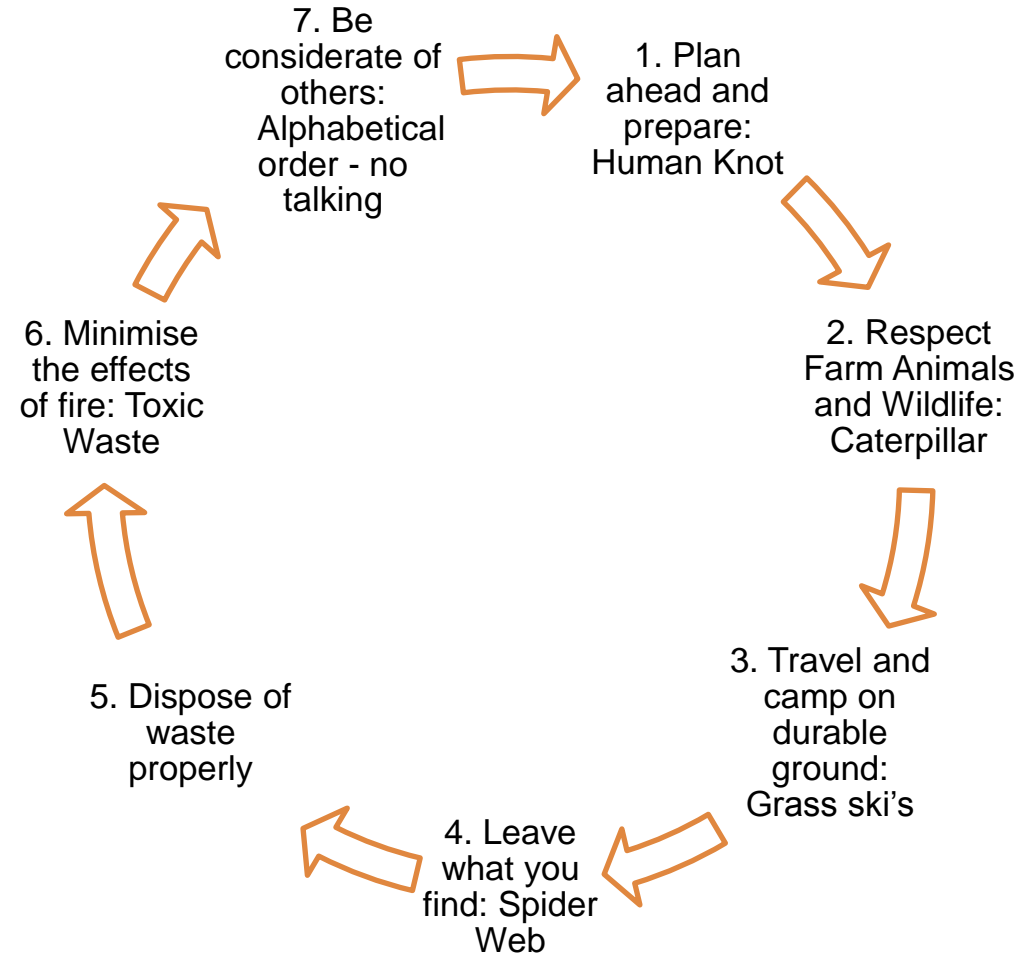 1. Plan
ahead and
prepare:
Human Knot
2. Respect
Farm Animals
and Wildlife:
Caterpillar
3. Travel and
camp on
durable
ground:
Grass ski’s
4. Leave
what you
find: Spider
Web
5. Dispose of
waste
properly
6. Minimise
the effects
of fire: Toxic
Waste
7. Be
considerate of
others:
Alphabetical
order - no
talking